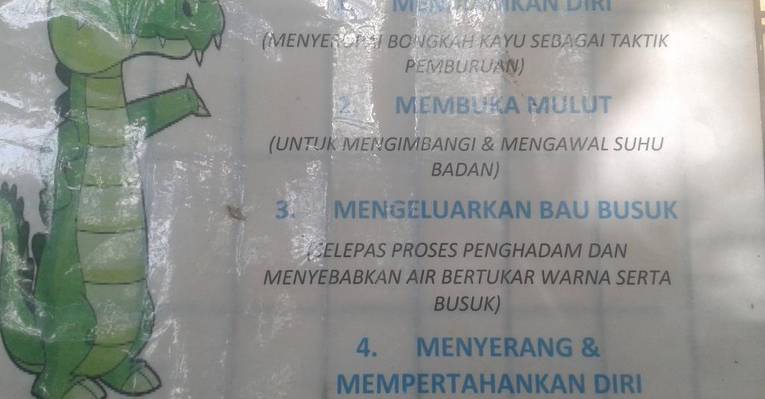 DIRI
(MENYERUPAI BONGKAH KAYU SEBAGAI TAKTIK
PEMBURUAN)
2. MEMBUKA MULUT
(UNTUK MENGIMBANGI & MENGAWAL SUHU
BADAN)
3. MENGELUARKAN BAU BUSUK
(SELEPAS PROSES PENGHADAM DAN
MENYEBABKAN AIR BERTUKAR WARNA SERTA
BUSUK)
4. MENYERANG &
MEMPERTAHANKAN DIRI